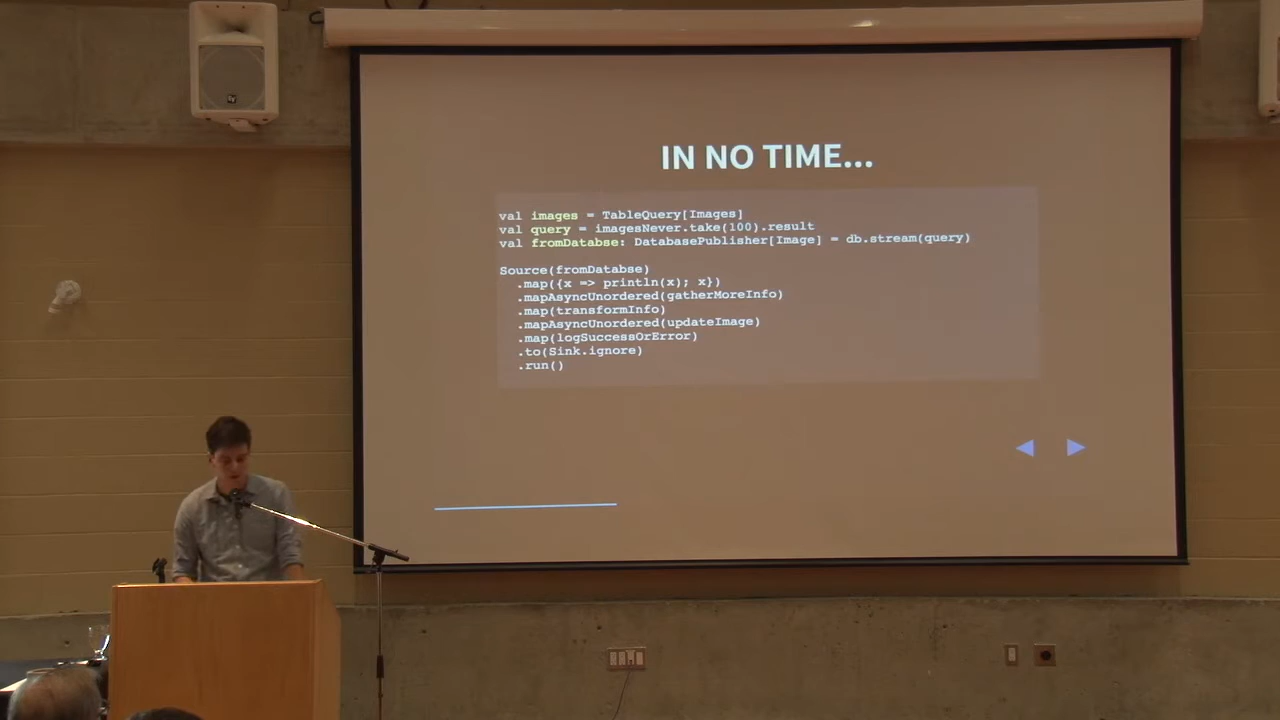 IN NO TIME...
val images = TableQuery[Images]
val query = imagesNever.take(100).result
val fromDatabse: DatabasePublisher[Image] = db.stream(query)
Source(fromDatabse)
.map({x => println(x); x})
.mapAsyncUnordered(gatherMoreInfo)
.map(transformInfo)
.mapAsyncUnordered(updateImage)
.map(logSuccessOrError)
.to(Sink.ignore)
.run()